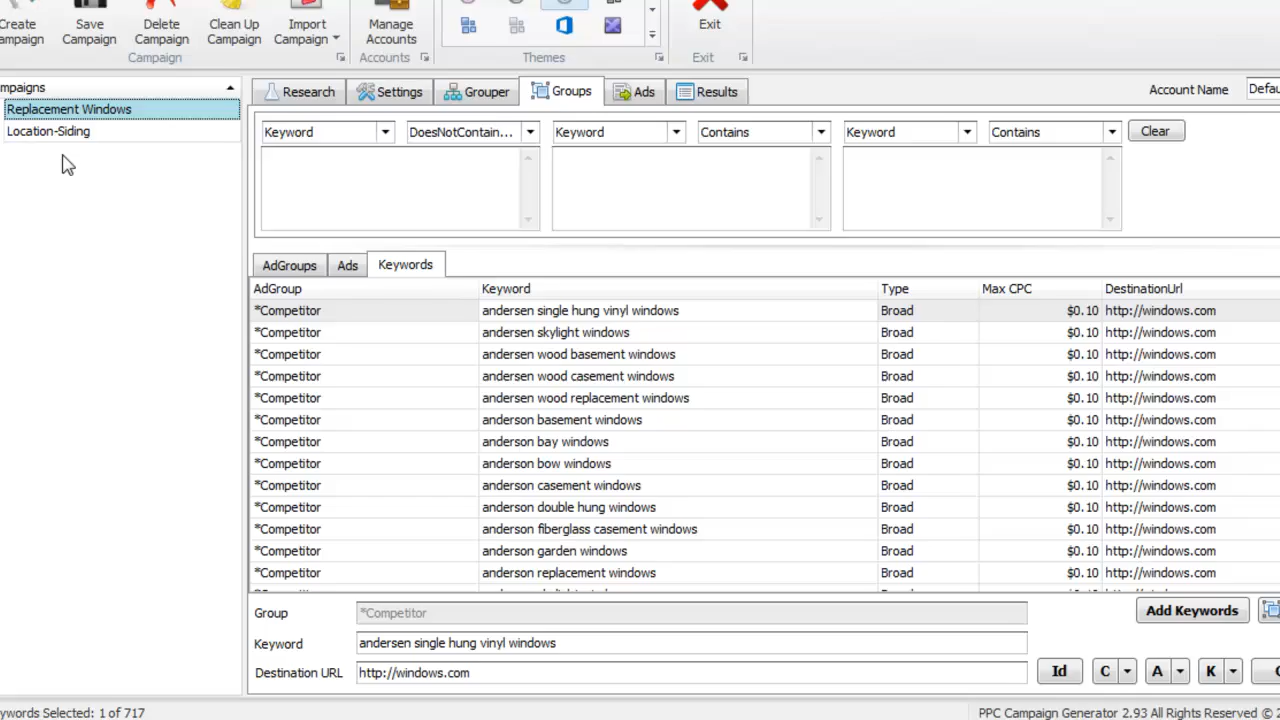 Create Save Delete Clean Up Import Manage Exit
ampaign Campaign Campaign Campaign Campaign Accounts
Campaign Accounts Themes Exit
mpaigns
Research Settings Grouper Groups Ads Results Account Name Defau
Replacement Windows
Location-Siding
Keyword DoesNotContain... Keyword Contains Keyword Contains Clear
AdGroups Ads Keywords
AdGroup Keyword Type Max CPC DestinationUrl
*Competitor andersen single hung vinyl windows Broad $0.10 http://windows.com
*Competitor andersen skylight windows Broad $0.10 http://windows.com
*Competitor andersen wood basement windows Broad $0.10 http://windows.com
*Competitor andersen wood casement windows Broad $0.10 http://windows.com
*Competitor andersen wood replacement windows Broad $0.10 http://windows.com
*Competitor anderson basement windows Broad $0.10 http://windows.com
*Competitor anderson bay windows Broad $0.10 http://windows.com
*Competitor anderson bow windows Broad $0.10 http://windows.com
*Competitor anderson casement windows Broad $0.10 http://windows.com
*Competitor anderson double hung windows Broad $0.10 http://windows.com
*Competitor anderson fiberglass casement windows Broad $0.10 http://windows.com
*Competitor anderson garden windows Broad $0.10 http://windows.com
*Competitor anderson replacement windows Broad $0.10 http://windows.com
Group *Competitor Add Keywords
Keyword andersen single hung vinyl windows
Destination URL http://windows.com Id C A K
eywords Selected: 1 of 717 PPC Campaign Generator 2.93 All Rights Reserved © 2